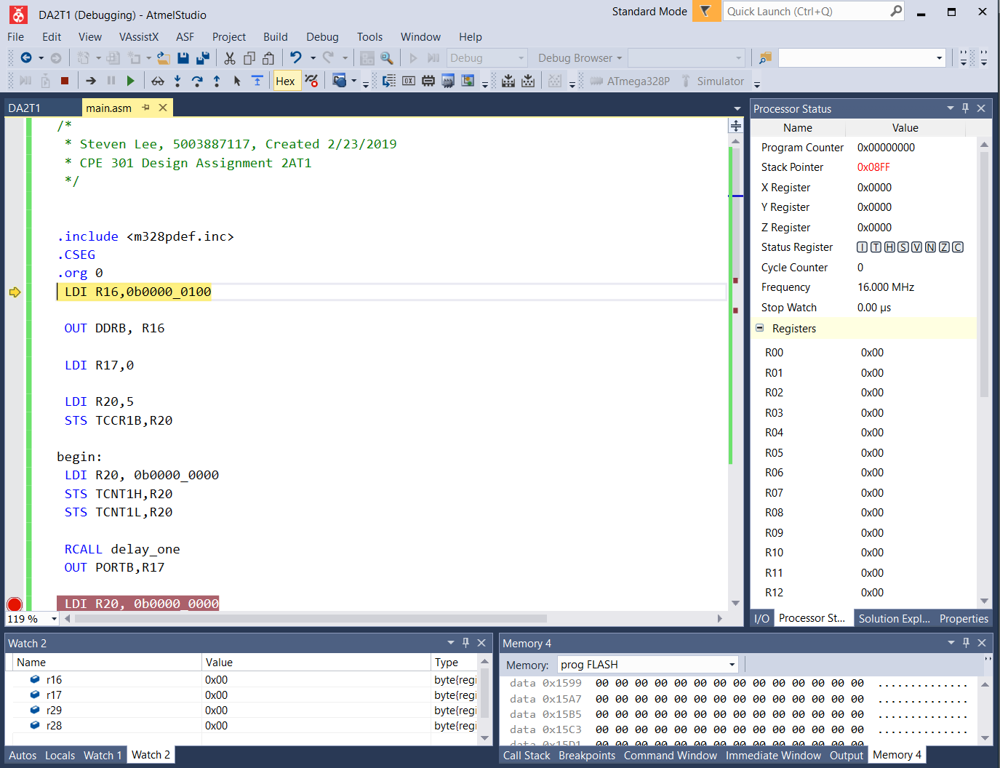 DA2T1 (Debugging) - AtmelStudio
Standard Mode
Quick Launch (Ctrl+Q)
File Edit View VAssistX ASF Project Build Debug Tools Window Help
Debug
Debug Browser
Hex
ATmega328P
Simulator
DA2T1
main.asm
/*
* Steven Lee, 5003887117, Created 2/23/2019
* CPE 301 Design Assignment 2AT1
*/
.include <m328pdef.inc>
.CSEG
.org 0
LDI R16,0b0000_0100
OUT DDRB, R16
LDI R17,0
LDI R20,5
STS TCCR1B,R20
begin:
LDI R20, 0b0000_0000
STS TCNT1H,R20
STS TCNT1L,R20
RCALL delay_one
OUT PORTB,R17
LDI R20, 0b0000_0000
119 %
Processor Status
Name Value
Program Counter 0x00000000
Stack Pointer 0x08FF
X Register 0x0000
Y Register 0x0000
Z Register 0x0000
Status Register I T H S V N Z C
Cycle Counter 0
Frequency 16.000 MHz
Stop Watch 0.00 µs
Registers
R00 0x00
R01 0x00
R02 0x00
R03 0x00
R04 0x00
R05 0x00
R06 0x00
R07 0x00
R08 0x00
R09 0x00
R10 0x00
R11 0x00
R12 0x00
I/O Processor St... Solution Expl... Properties
Watch 2
Name Value Type
r16 0x00 byte{regi
r17 0x00 byte{regi
r29 0x00 byte{regi
r28 0x00 byte{regi
Autos Locals Watch 1 Watch 2
Memory 4
Memory: prog FLASH
data 0x1599 00 00 00 00 00 00 00 00 00 00 00 00 00 00 ..............
data 0x15A7 00 00 00 00 00 00 00 00 00 00 00 00 00 00 ..............
data 0x15B5 00 00 00 00 00 00 00 00 00 00 00 00 00 00 ..............
data 0x15C3 00 00 00 00 00 00 00 00 00 00 00 00 00 00 ..............
data 0x15D1 00 00 00 00 00 00 00 00 00 00 00 00 00 00 ..............
Call Stack Breakpoints Command Window Immediate Window Output Memory 4